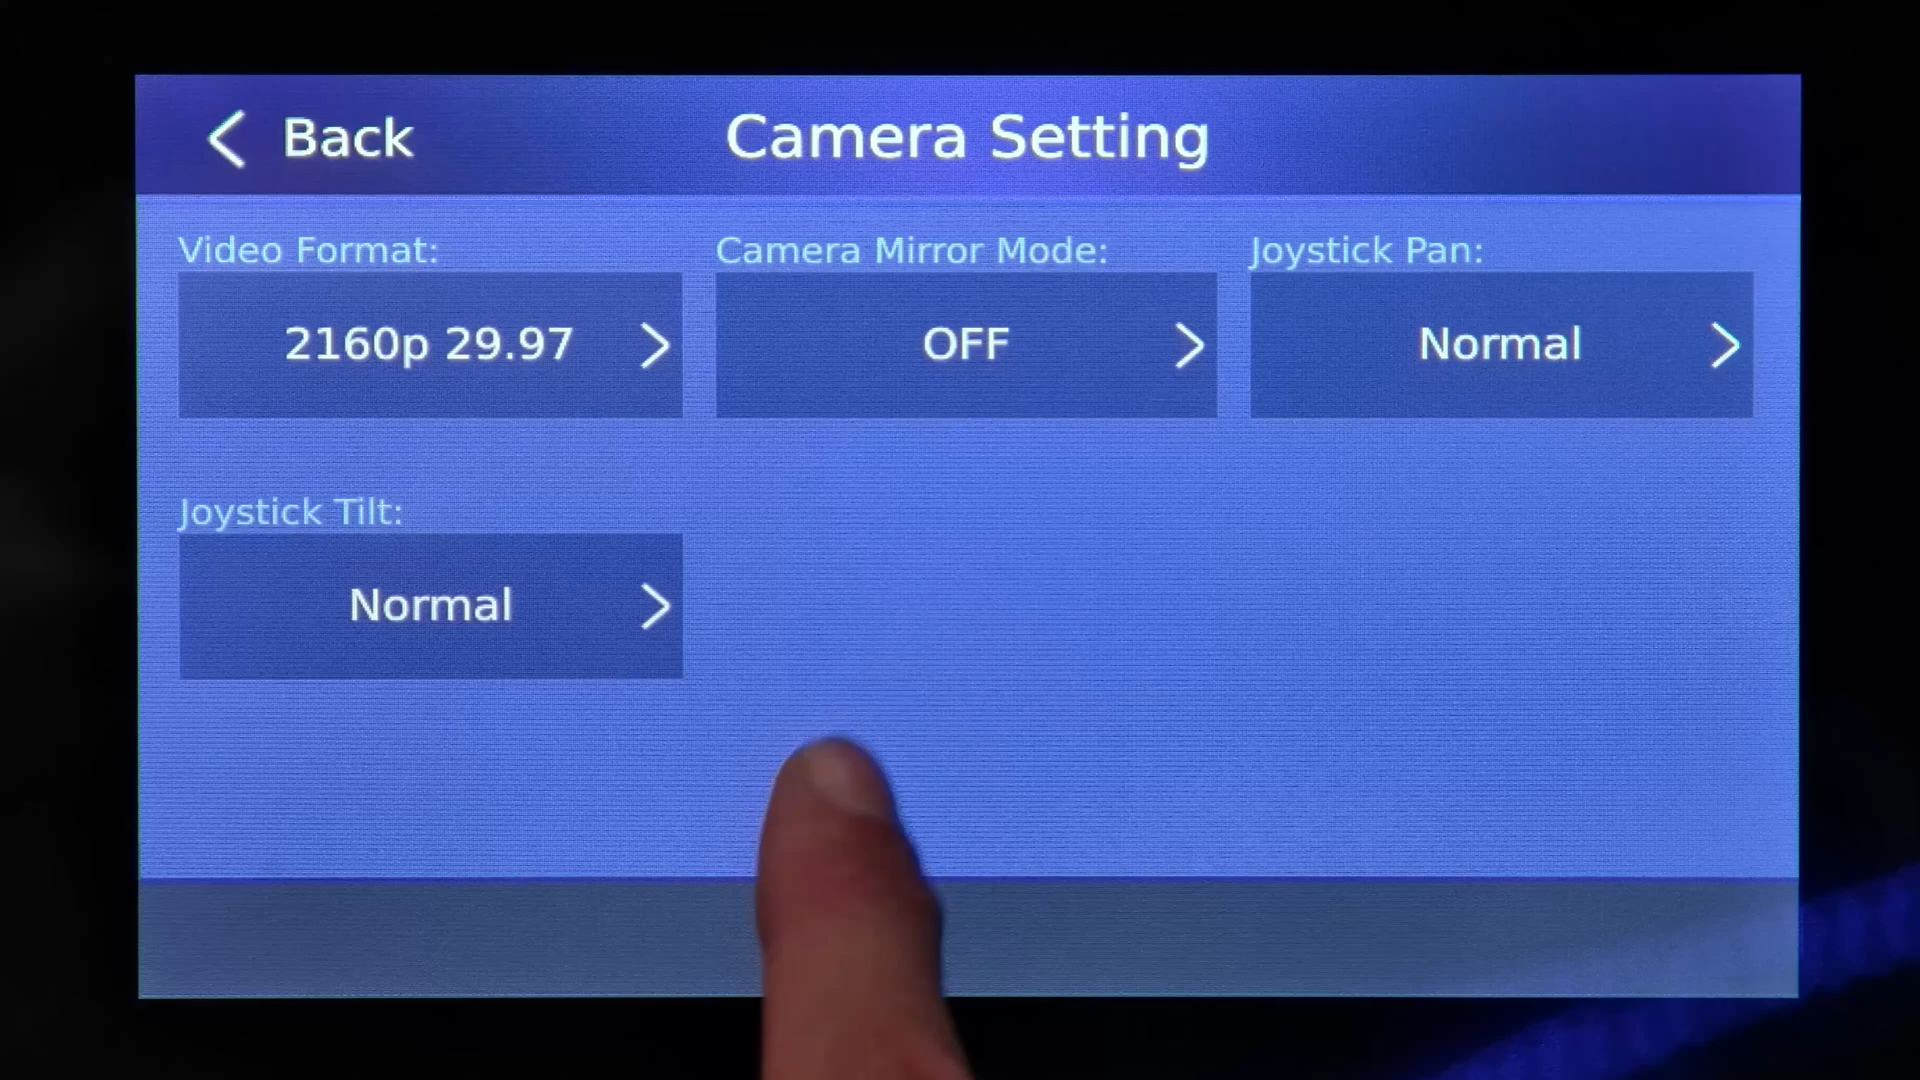 Back
Camera Setting
Video Format:
Camera Mirror Mode:
Joystick Pan:
2160p 29.97
OFF
Normal
Joystick Tilt:
Normal